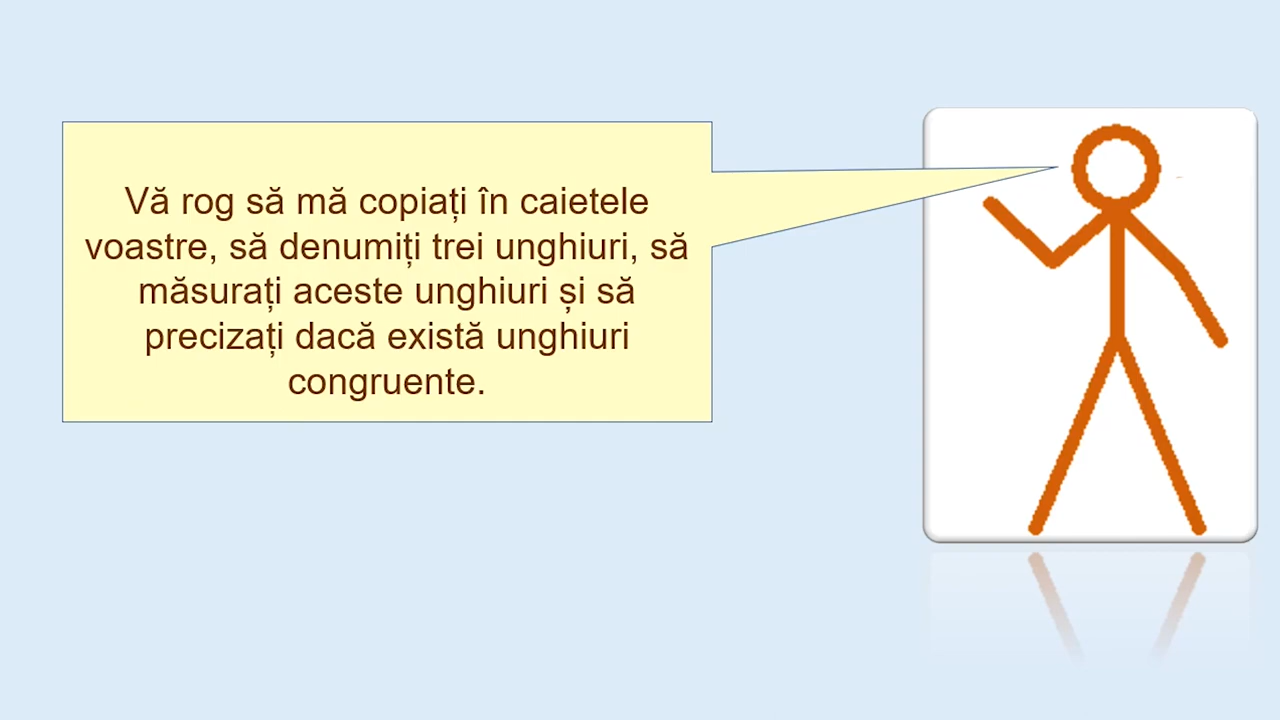 Vă rog să mă copiați în caietele
voastre, să denumiți trei unghiuri, să
măsurați aceste unghiuri și să
precizați dacă există unghiuri
congruente.